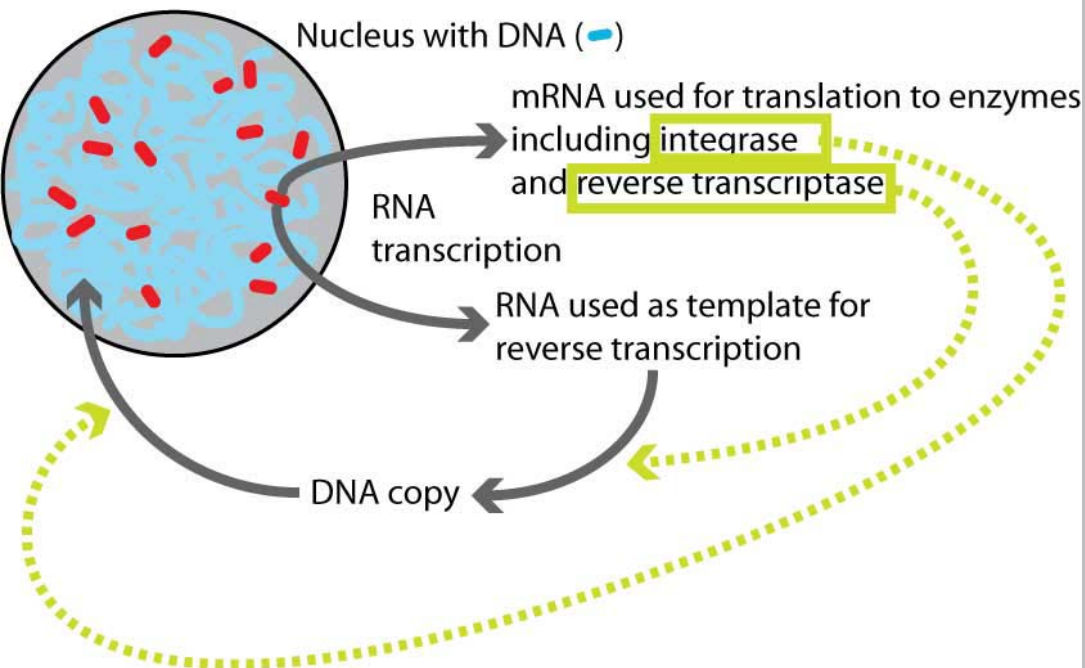 Nucleus with DNA ( )
mRNA used for translation to enzymes
including integrase
and reverse transcriptase
RNA
transcription
RNA used as template for
reverse transcription
DNA copy